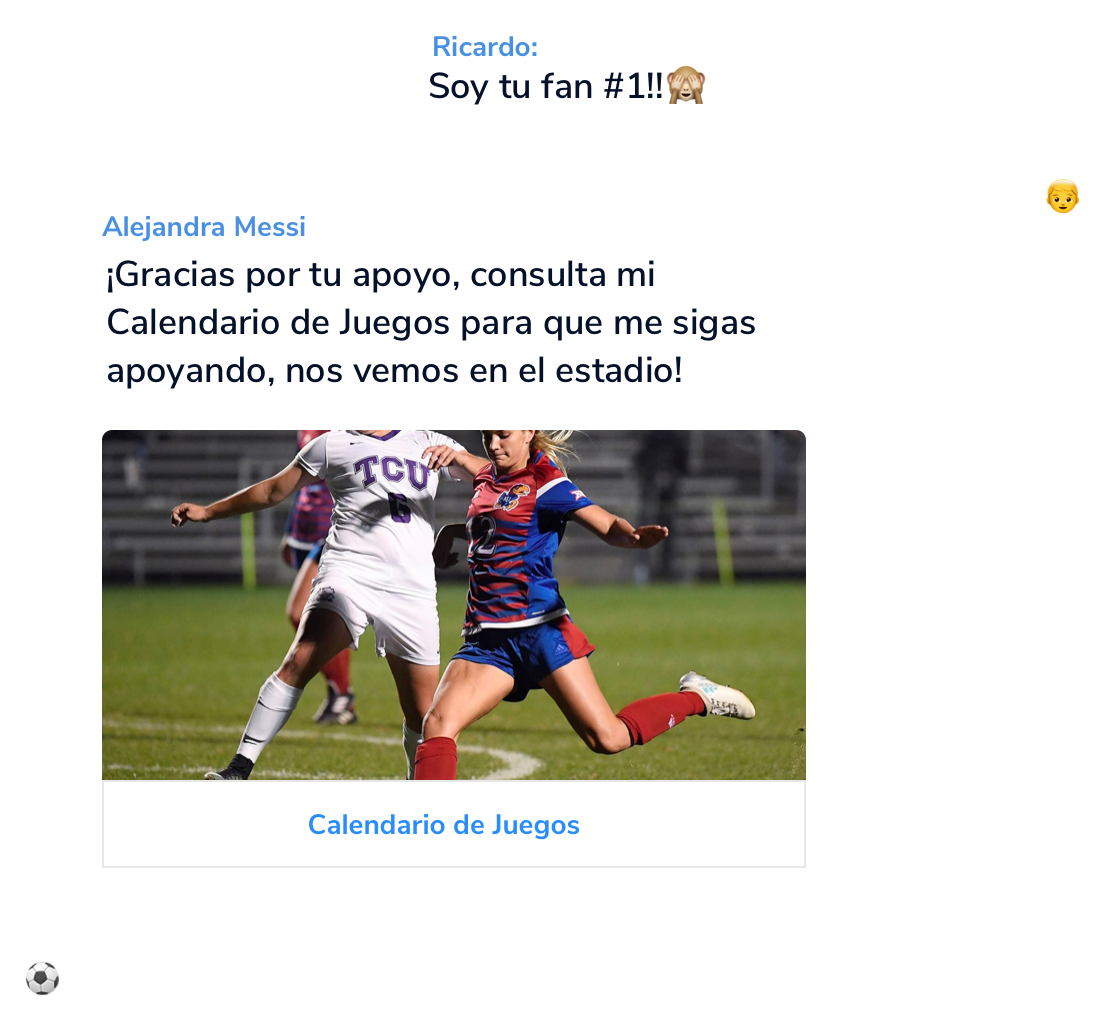 Ricardo:
Soy tu fan #1!!🙈
Alejandra Messi
¡Gracias por tu apoyo, consulta mi
Calendario de Juegos para que me sigas
apoyando, nos vemos en el estadio!
TCU
6
12
Calendario de Juegos